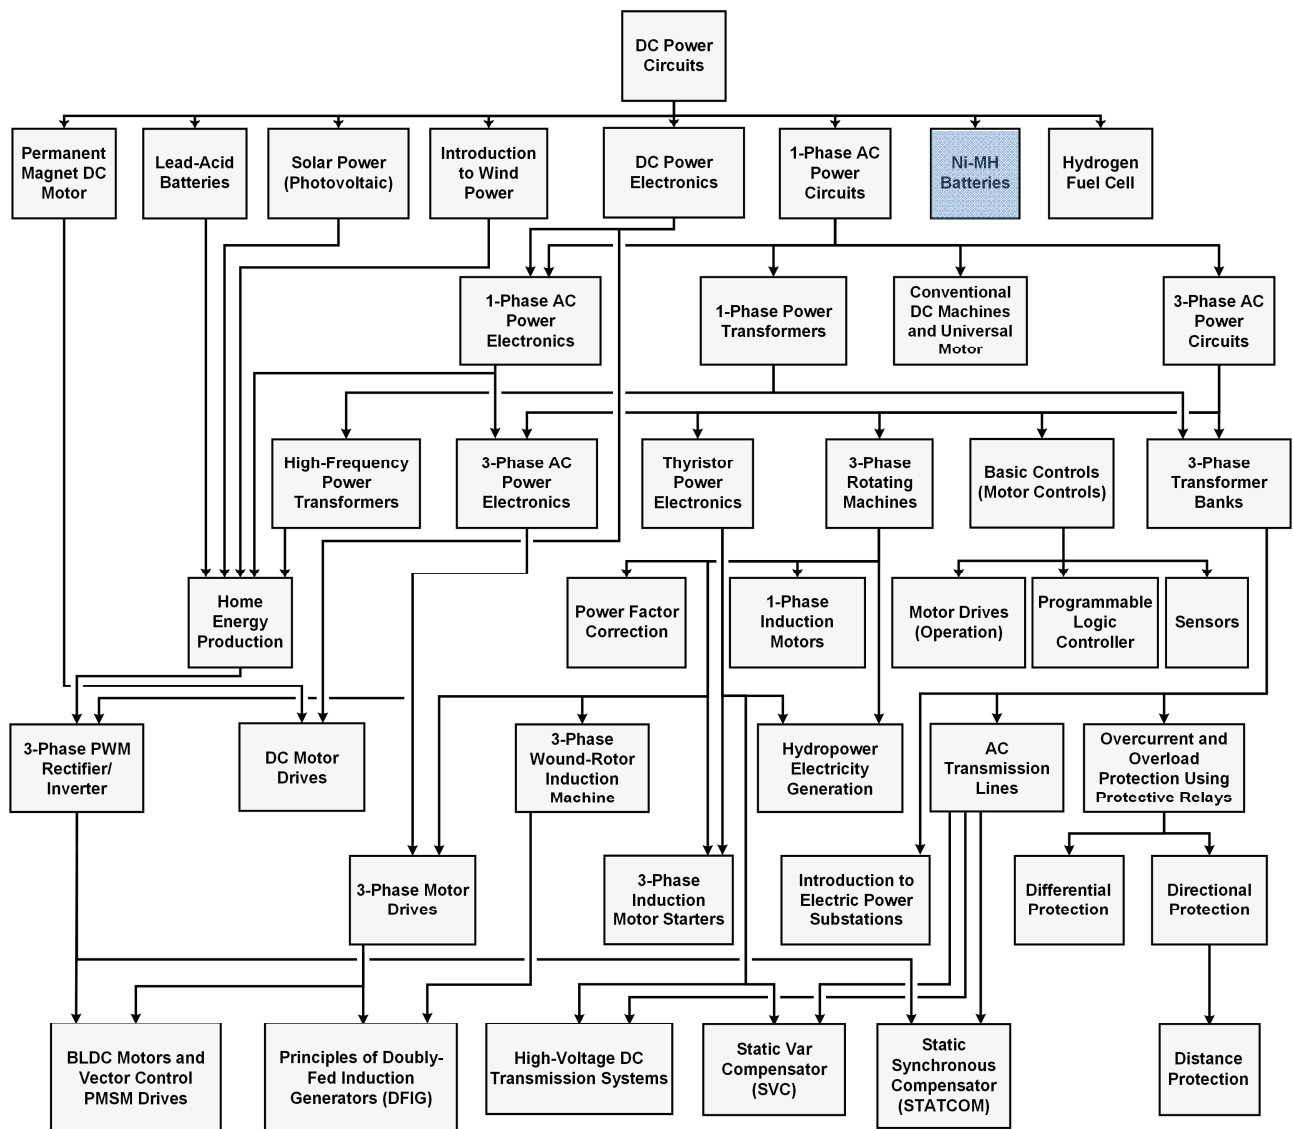 DC Power
Circuits
Permanent
Magnet DC
Motor
Lead-Acid
Batteries
Solar Power
(Photovoltaic)
Introduction
to Wind
Power
DC Power
Electronics
1-Phase AC
Power
Circuits
Ni-MH
Batteries
Hydrogen
Fuel Cell
1-Phase AC
Power
Electronics
1-Phase Power
Transformers
Conventional
DC Machines
and Universal
Motor
3-Phase AC
Power
Circuits
High-Frequency
Power
Transformers
3-Phase AC
Power
Electronics
Thyristor
Power
Electronics
3-Phase
Rotating
Machines
Basic Controls
(Motor Controls)
3-Phase
Transformer
Banks
Home
Energy
Production
Power Factor
Correction
1-Phase
Induction
Motors
Motor Drives
(Operation)
Programmable
Logic
Controller
Sensors
3-Phase PWM
Rectifier/
Inverter
DC Motor
Drives
3-Phase
Wound-Rotor
Induction
Machine
Hydropower
Electricity
Generation
AC
Transmission
Lines
Overcurrent and
Overload
Protection Using
Protective Relays
3-Phase Motor
Drives
3-Phase
Induction
Motor Starters
Introduction to
Electric Power
Substations
Differential
Protection
Directional
Protection
BLDC Motors and
Vector Control
PMSM Drives
Principles of Doubly-
Fed Induction
Generators (DFIG)
High-Voltage DC
Transmission Systems
Static Var
Compensator
(SVC)
Static
Synchronous
Compensator
(STATCOM)
Distance
Protection